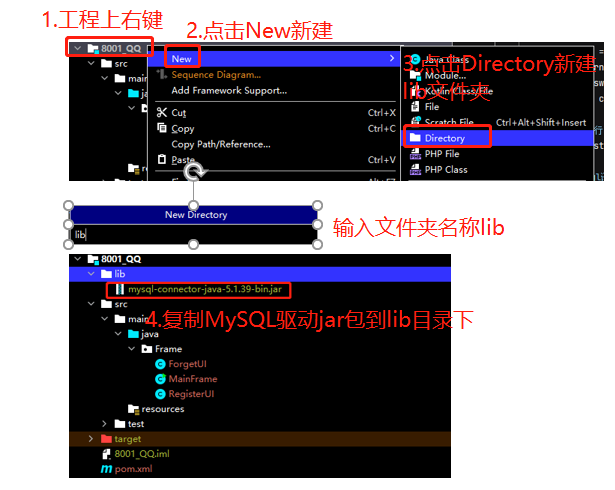 1.工程上右键
2.点击New新建
8001_QQ
src
New
Sequence Diagram...
Add Framework Support...
Cut Ctrl+X
Copy Ctrl+C
Copy Path/Reference...
Paste Ctrl+V
Java Class
Module...
Kotlin Class/File
File
Scratch File Ctrl+Alt+Shift+Insert
Directory
PHP File
PHP Class
3.点击Directory新建
lib文件夹
New Directory
lib
输入文件夹名称lib
8001_QQ
lib
mysql-connector-java-5.1.39-bin.jar
src
main
java
Frame
ForgetUI
MainFrame
RegisterUI
resources
test
target
8001_QQ.iml
pom.xml
4.复制MySQL驱动jar包到lib目录下